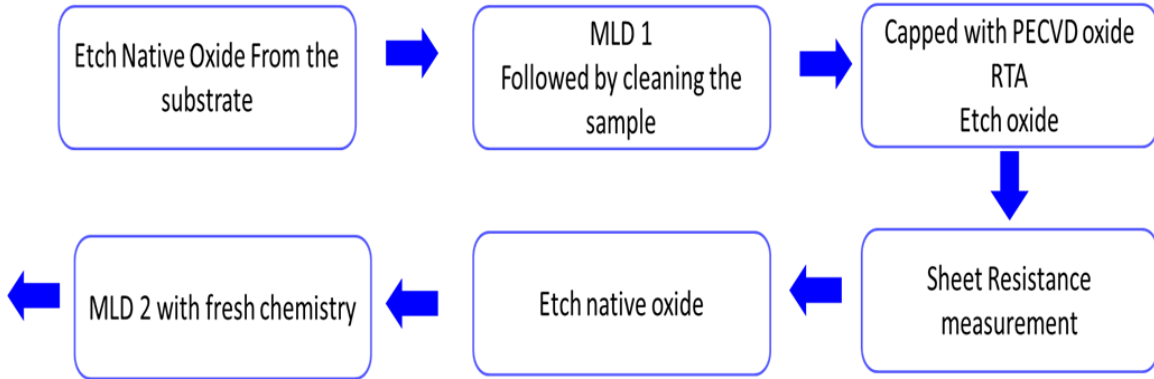 Etch Native Oxide From the
substrate
MLD 1
Followed by cleaning the
sample
Capped with PECVD oxide
RTA
Etch oxide
Sheet Resistance
measurement
Etch native oxide
MLD 2 with fresh chemistry